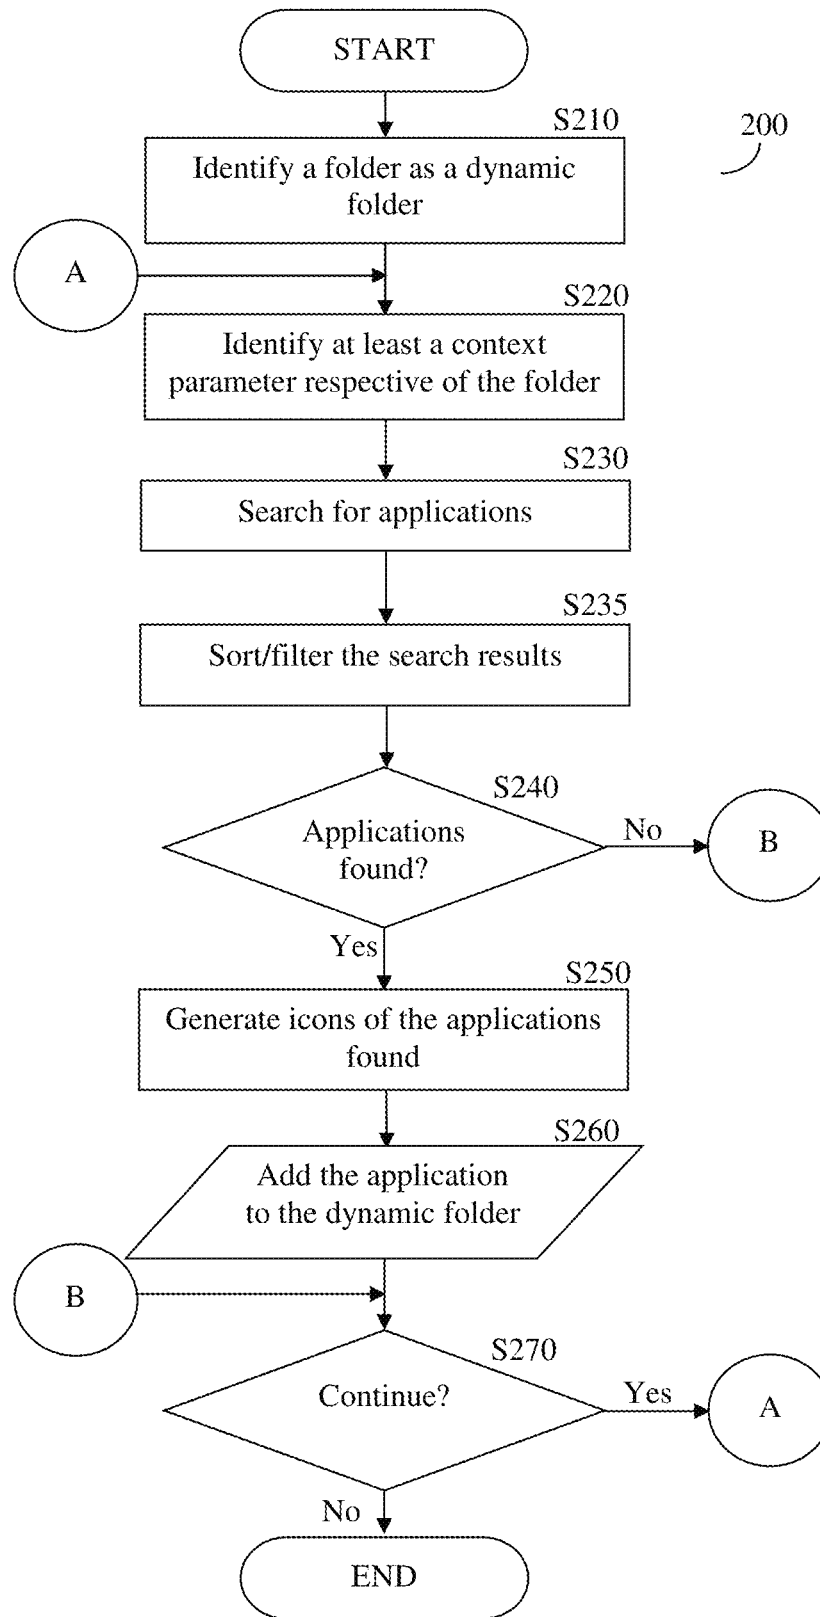 START
S210
200
Identify a folder as a dynamic
folder
A
S220
Identify at least a context
parameter respective of the folder
S230
Search for applications
S235
Sort/filter the search results
S240
Applications
found?
No
B
Yes
S250
Generate icons of the applications
found
S260
Add the application
to the dynamic folder
B
S270
Continue?
Yes
A
No
END